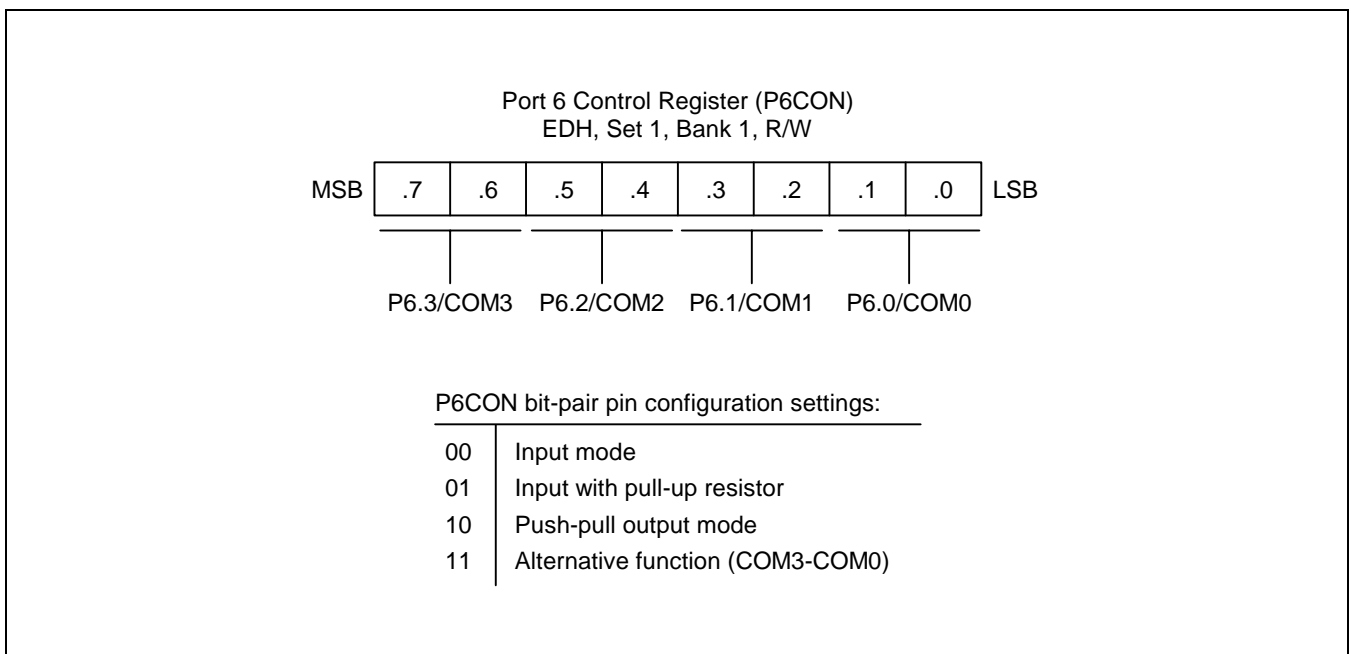 Port 6 Control Register (P6CON)
EDH, Set 1, Bank 1, R/W
MSB .7 .6 .5 .4 .3 .2 .1 .0 LSB
P6.3/COM3 P6.2/COM2 P6.1/COM1 P6.0/COM0
P6CON bit-pair pin configuration settings:
00 Input mode
01 Input with pull-up resistor
10 Push-pull output mode
11 Alternative function (COM3-COM0)